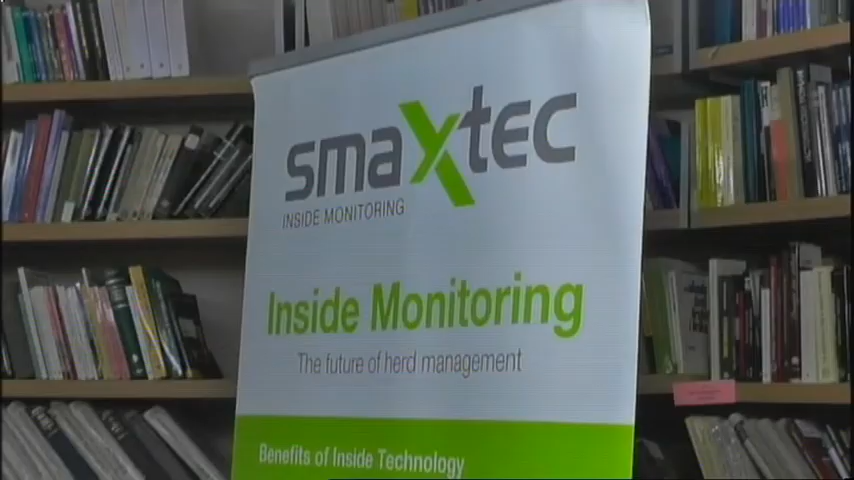 smaXtec
INSIDE MONITORING
Inside Monitoring
The future of herd management
Benefits of Inside Technology